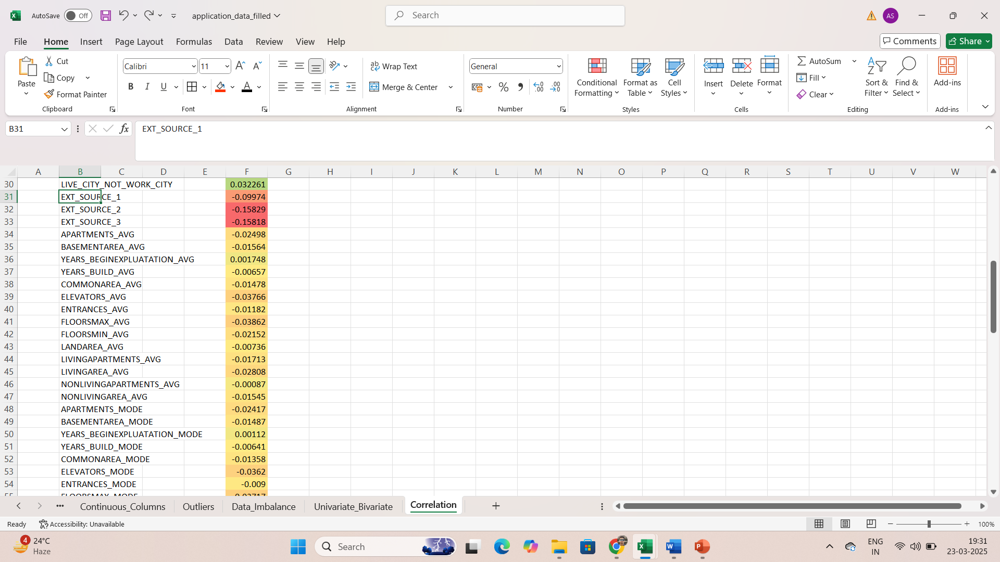 AutoSave Off application_data_filled Search AS
File Home Insert Page Layout Formulas Data Review View Help Comments Share
Paste Cut Copy Format Painter Clipboard
Calibri 11 B I U A Font
Wrap Text Merge & Center Alignment
General % Number
Conditional Formatting Format as Table Cell Styles Styles
Insert Delete Format Cells
AutoSum Fill Clear Sort & Filter Find & Select Editing
Add-ins Add-ins
B31 fx EXT_SOURCE_1
A B C D E F G H I J K L M N O P Q R S T U V W
30 LIVE_CITY_NOT_WORK_CITY 0.032261
31 EXT_SOURCE_1 -0.09974
32 EXT_SOURCE_2 -0.15829
33 EXT_SOURCE_3 -0.15818
34 APARTMENTS_AVG -0.02498
35 BASEMENTAREA_AVG -0.01564
36 YEARS_BEGINEXPLUATATION_AVG 0.001748
37 YEARS_BUILD_AVG -0.00657
38 COMMONAREA_AVG -0.01478
39 ELEVATORS_AVG -0.03766
40 ENTRANCES_AVG -0.01182
41 FLOORSMAX_AVG -0.03862
42 FLOORSMIN_AVG -0.02152
43 LANDAREA_AVG -0.00736
44 LIVINGAPARTMENTS_AVG -0.01713
45 LIVINGAREA_AVG -0.02808
46 NONLIVINGAPARTMENTS_AVG -0.00087
47 NONLIVINGAREA_AVG -0.01545
48 APARTMENTS_MODE -0.02417
49 BASEMENTAREA_MODE -0.01487
50 YEARS_BEGINEXPLUATATION_MODE 0.00112
51 YEARS_BUILD_MODE -0.00641
52 COMMONAREA_MODE -0.01358
53 ELEVATORS_MODE -0.0362
54 ENTRANCES_MODE -0.009
Continuous_Columns Outliers Data_Imbalance Univariate_Bivariate Correlation
Ready Accessibility: Unavailable 100%
4 24°C Haze Search ENG IN 19:31 23-03-2025